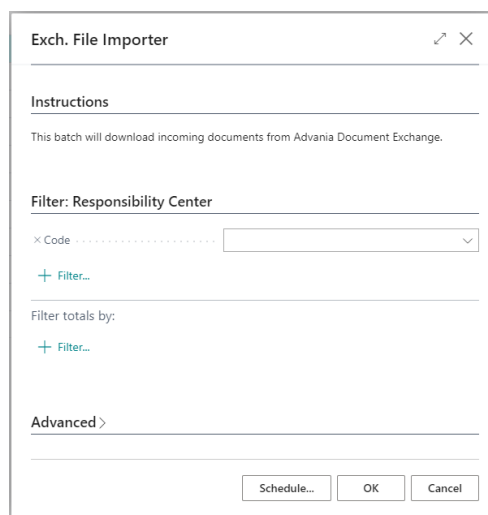 Exch. File Importer
Instructions
This batch will download incoming documents from Advania Document Exchange.
Filter: Responsibility Center
× Code
+ Filter...
Filter totals by:
+ Filter...
Advanced >
Schedule... OK Cancel